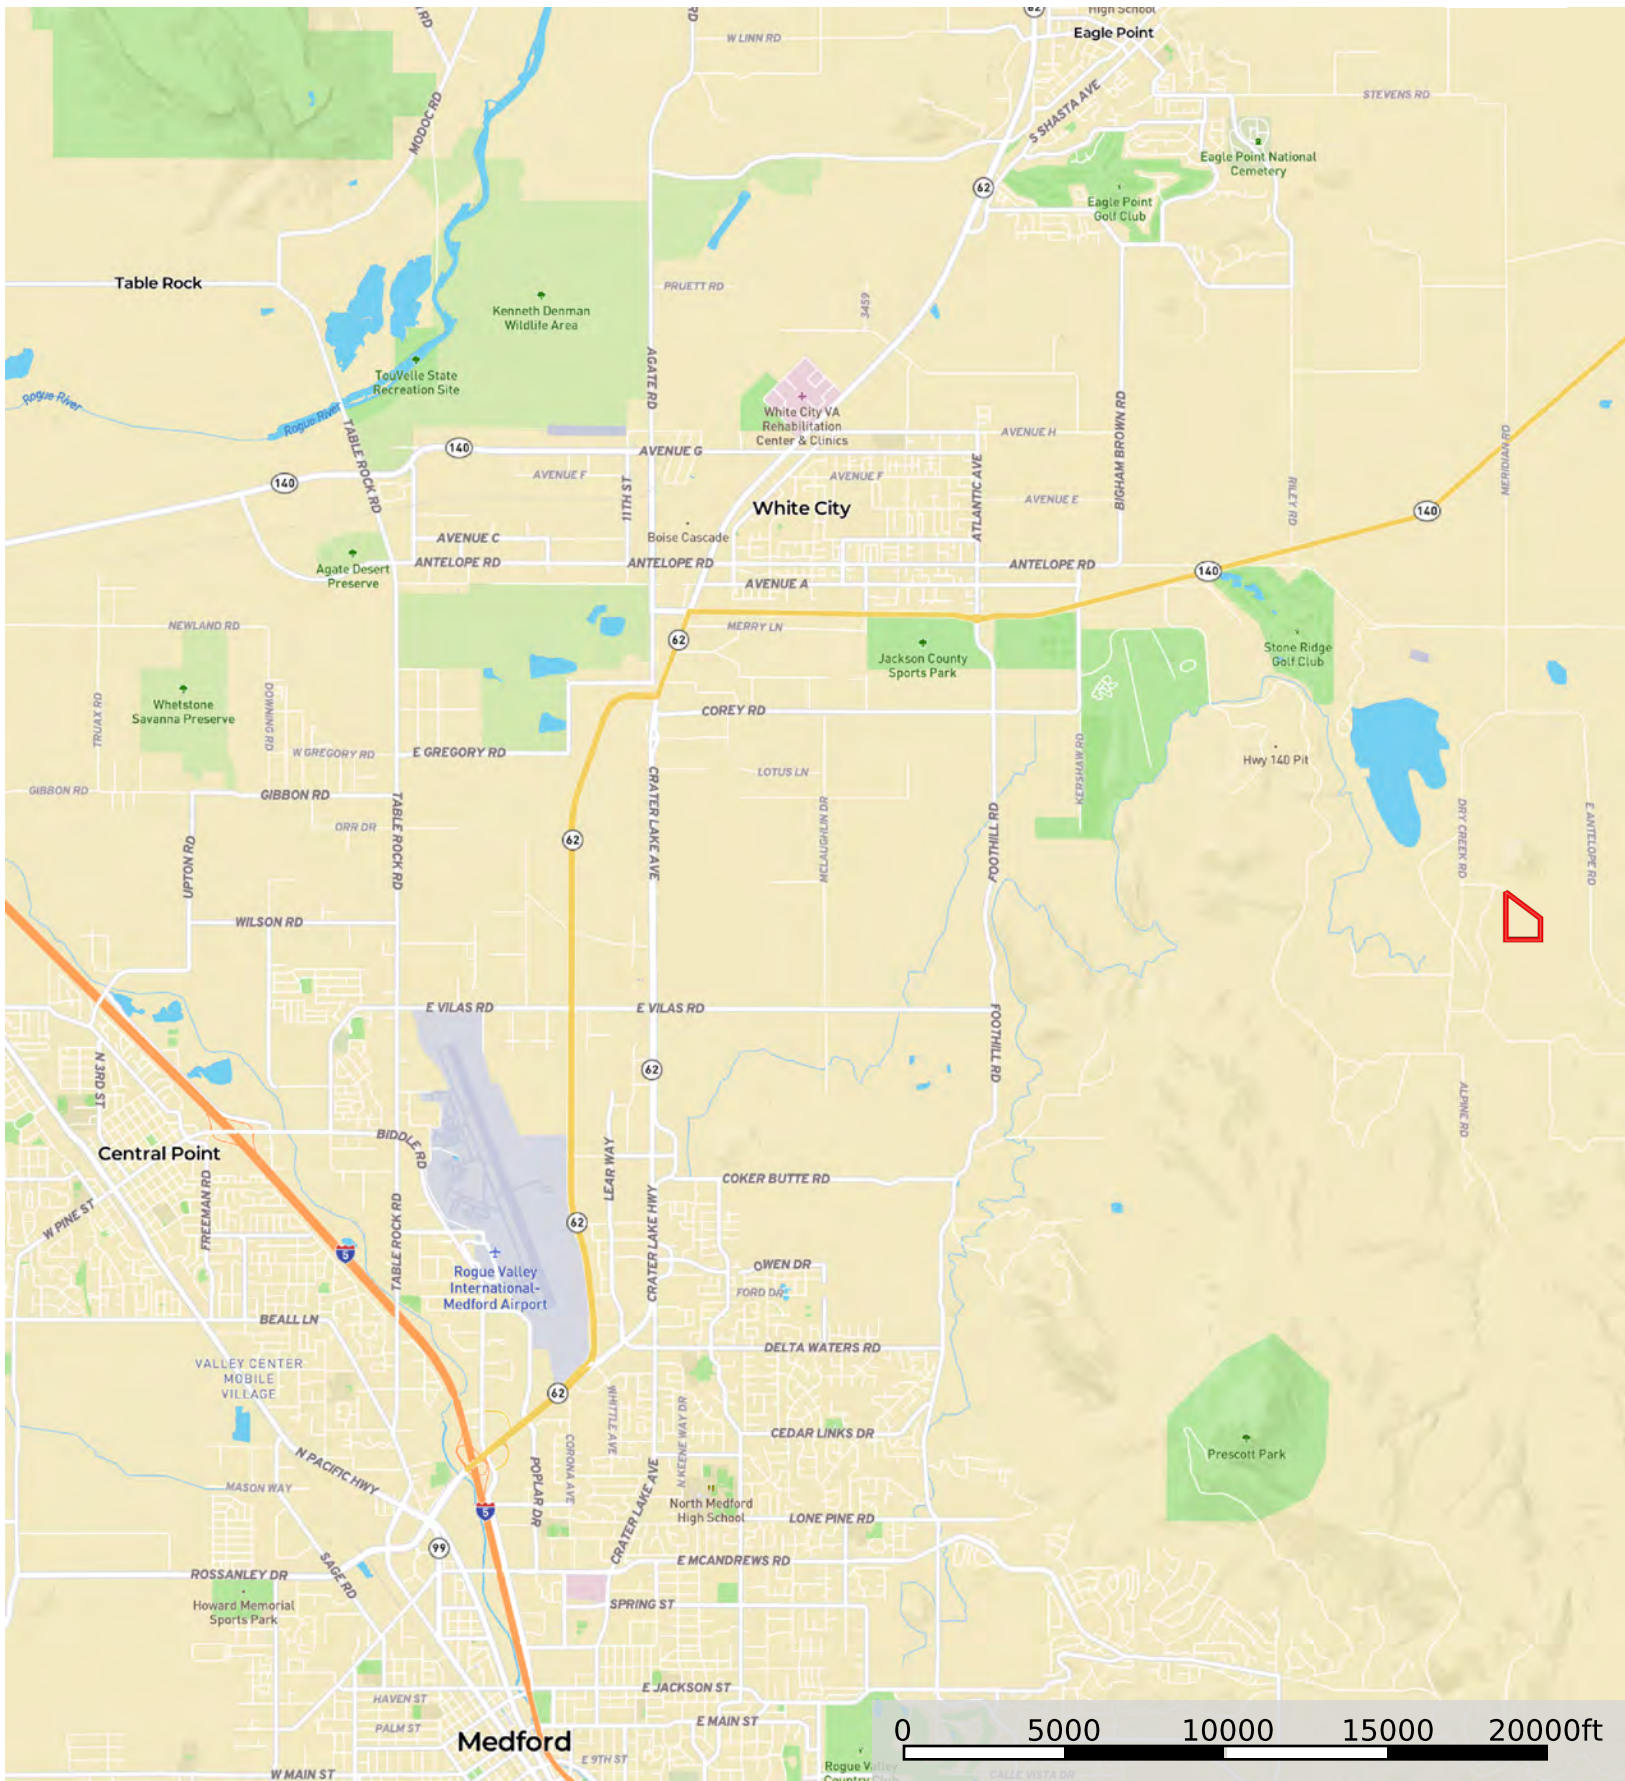 RD
RD
62
High School
Eagle Point
W LINN RD
S SHASTA AVE
STEVENS RD
MODOC RD
Eagle Point National
Cemetery
62
Eagle Point
Golf Club
Table Rock
PRUETT RD
3459
Kenneth Denman
Wildlife Area
TouVelle State
Recreation Site
AGATE RD
Rogue River
Rogue River
White City VA
Rehabilitation
Center & Clinics
AVENUE H
BIGHAM BROWN RD
MERIDIAN RD
TABLE ROCK RD
140
AVENUE G
140
AVENUE F
AVENUE F
11TH ST
ATLANTIC AVE
AVENUE E
RILEY RD
White City
140
AVENUE C
Boise Cascade
ANTELOPE RD
ANTELOPE RD
ANTELOPE RD
140
Agate Desert
Preserve
AVENUE A
NEWLAND RD
MERRY LN
62
Jackson County
Sports Park
Stone Ridge
Golf Club
Whetstone
Savanna Preserve
TRUAX RD
DOWNING RD
COREY RD
W GREGORY RD
E GREGORY RD
KERSHAW RD
Hwy 140 Pit
LOTUS LN
GIBBON RD
GIBBON RD
ORR DR
TABLE ROCK RD
CRATER LAKE AVE
MCLAUGHLIN DR
FOOTHILL RD
DRY CREEK RD
E ANTELOPE RD
UPTON RD
62
WILSON RD
E VILAS RD
E VILAS RD
FOOTHILL RD
N 3RD ST
62
ALPINE RD
BIDDLE RD
Central Point
LEAR WAY
COKER BUTTE RD
FREEMAN RD
W PINE ST
TABLE ROCK RD
62
CRATER LAKE HWY
5
OWEN DR
Rogue Valley
International-
Medford Airport
FORD DR
BEALL LN
DELTA WATERS RD
VALLEY CENTER
MOBILE
VILLAGE
62
WHITTLE AVE
N KEENE WAY DR
CEDAR LINKS DR
Prescott Park
CORONA AVE
N PACIFIC HWY
POPLAR DR
CRATER LAKE AVE
MASON WAY
North Medford
High School
5
LONE PINE RD
99
E MCANDREWS RD
SAGE RD
ROSSANLEY DR
Howard Memorial
Sports Park
SPRING ST
E JACKSON ST
HAVEN ST
E MAIN ST
PALM ST
Medford
E 9TH ST
W MAIN ST
Rogue Valley
Country Club
CALLE VISTA DR
0 5000 10000 15000 20000ft